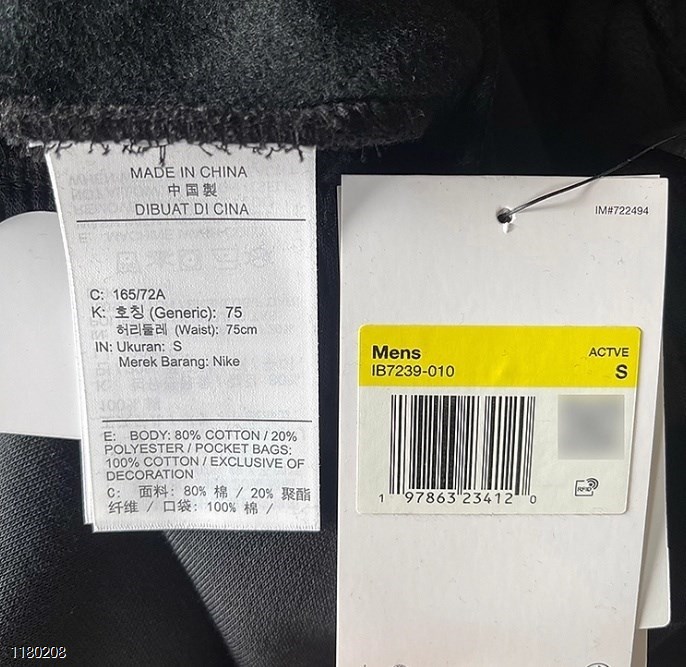 MADE IN CHINA
中国製
DIBUAT DI CINA
C: 165/72A
K: 호칭 (Generic): 75
허리둘레 (Waist): 75cm
IN: Ukuran: S
Merek Barang: Nike
E: BODY: 80% COTTON / 20%
POLYESTER / POCKET BAGS:
100% COTTON / EXCLUSIVE OF
DECORATION
C: 面料: 80% 棉 / 20% 聚酯
纤维 / 口袋: 100% 棉 /
IM#722494
Mens
ACTVE
IB7239-010
S
1 97863 23412 0
RFID
1180208